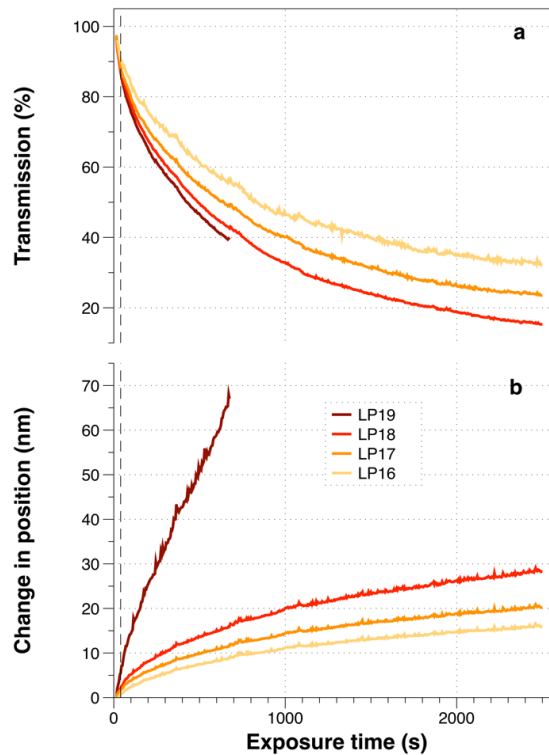 a
100
80
60
40
20
Transmission (%)
b
70
60
50
40
30
20
10
0
Change in position (nm)
LP19
LP18
LP17
LP16
0
1000
2000
Exposure time (s)